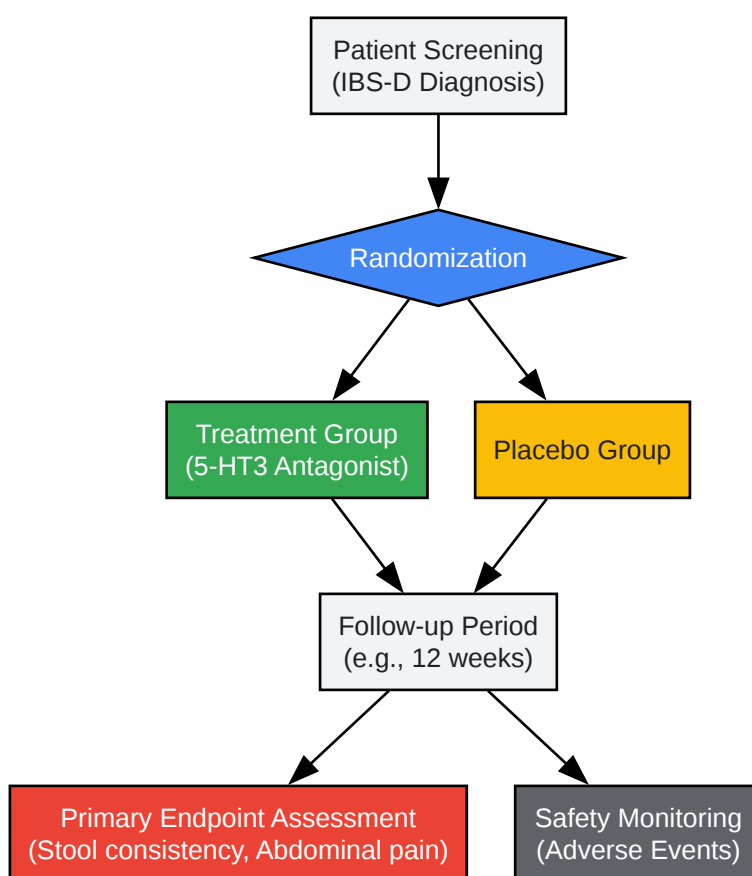 Patient Screening
(IBS-D Diagnosis)
Randomization
Treatment Group
(5-HT3 Antagonist)
Placebo Group
Follow-up Period
(e.g., 12 weeks)
Primary Endpoint Assessment
(Stool consistency, Abdominal pain)
Safety Monitoring
(Adverse Events)